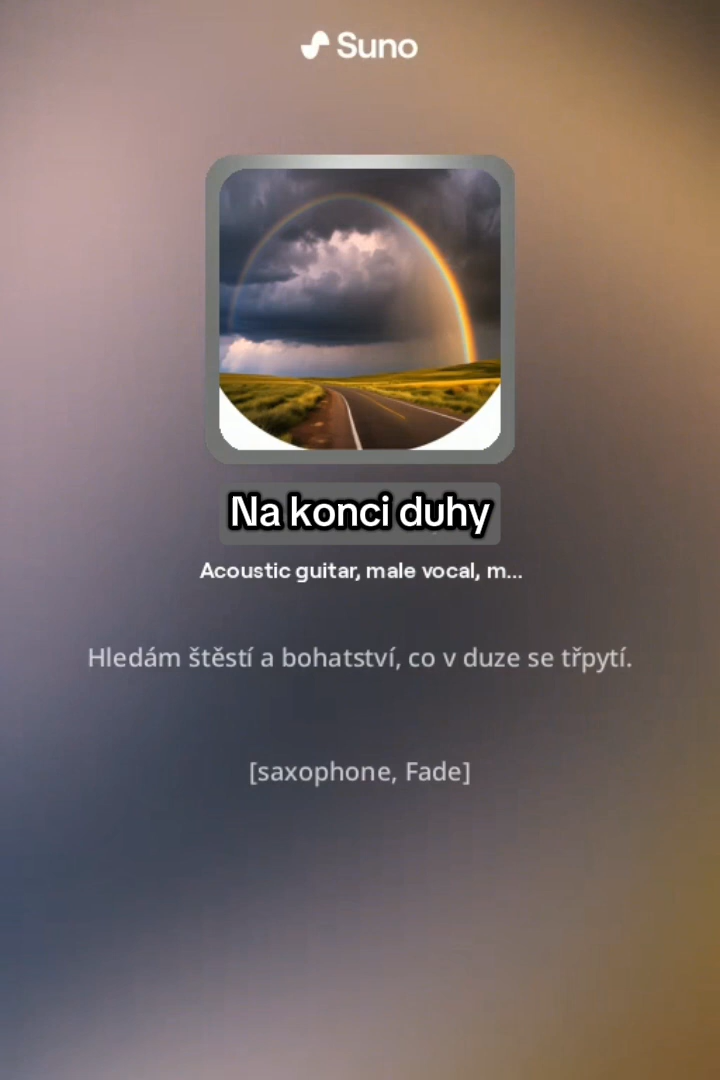 Suno
Na konci duhy
Acoustic guitar, male vocal, m...
Hledám štěstí a bohatství, co v duze se třpytí.
[saxophone, Fade]